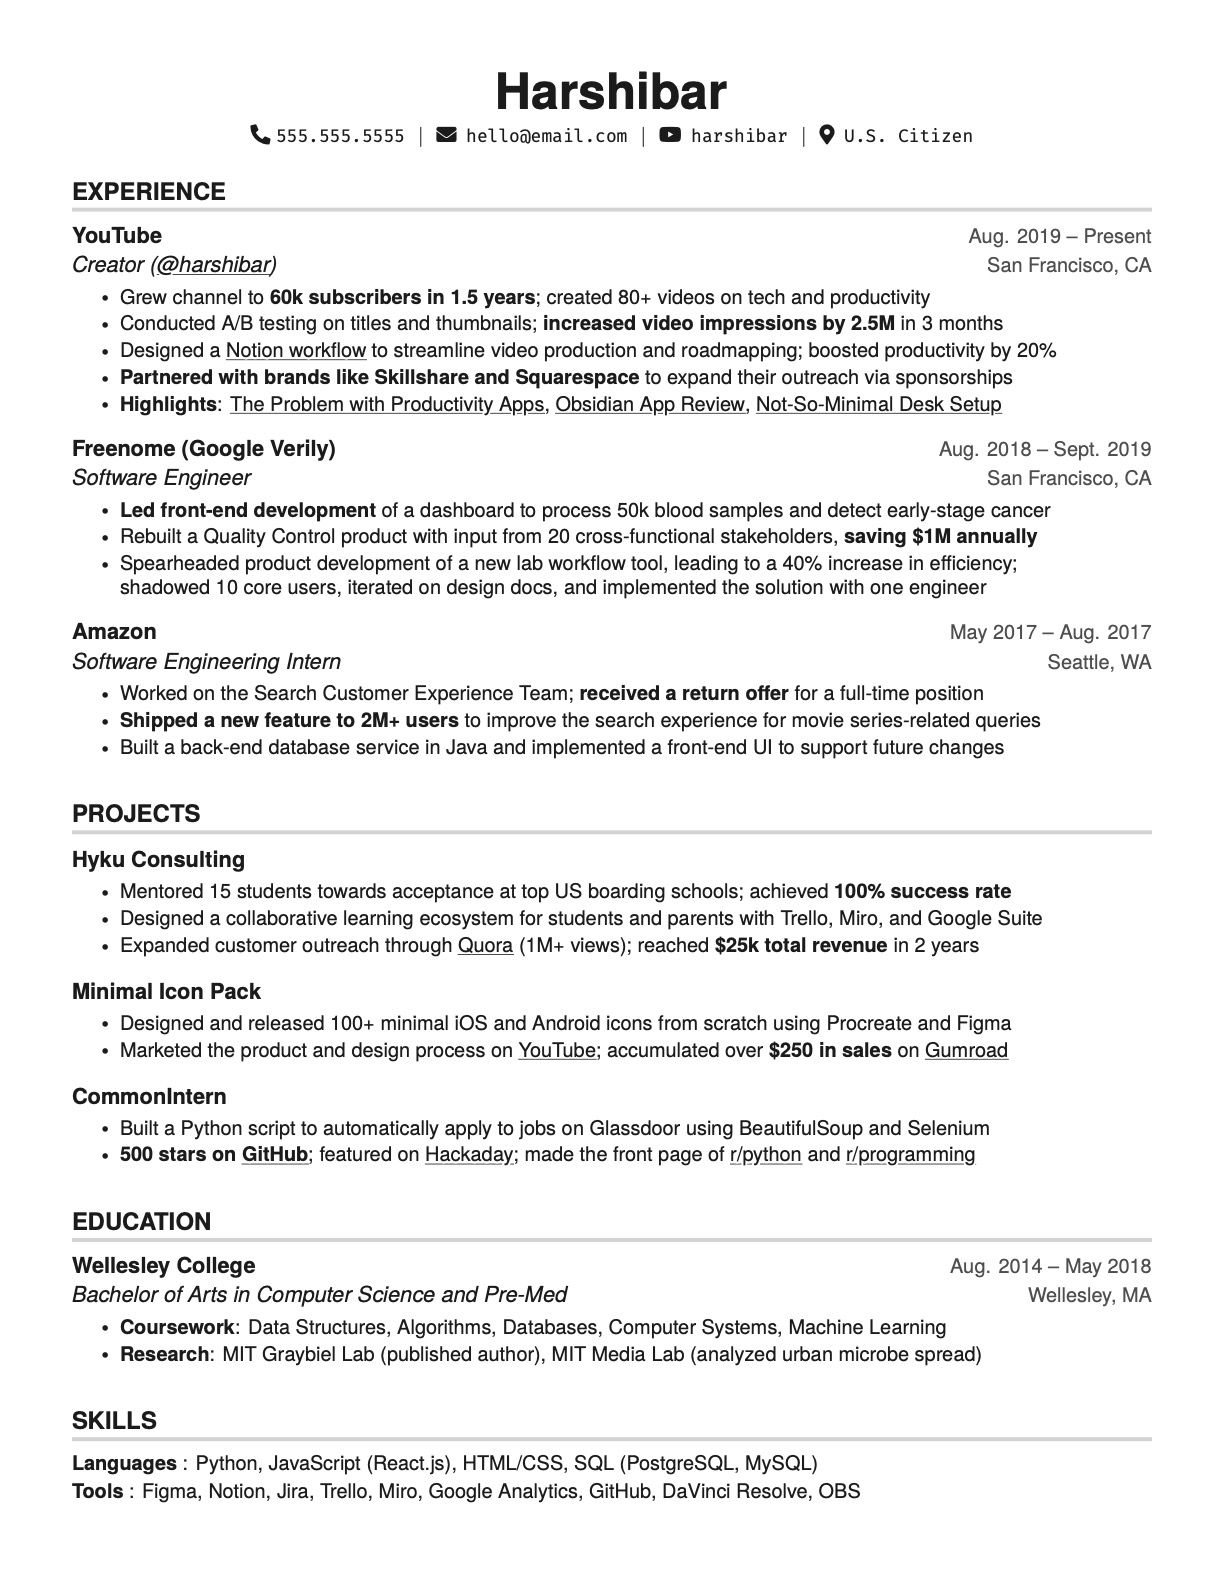 Harshibar
555.555.5555 | hello@email.com | harshibar | U.S. Citizen
EXPERIENCE
YouTube Aug. 2019 – Present
Creator (@harshibar) San Francisco, CA
• Grew channel to 60k subscribers in 1.5 years; created 80+ videos on tech and productivity
• Conducted A/B testing on titles and thumbnails; increased video impressions by 2.5M in 3 months
• Designed a Notion workflow to streamline video production and roadmapping; boosted productivity by 20%
• Partnered with brands like Skillshare and Squarespace to expand their outreach via sponsorships
• Highlights: The Problem with Productivity Apps, Obsidian App Review, Not-So-Minimal Desk Setup
Freenome (Google Verily) Aug. 2018 – Sept. 2019
Software Engineer San Francisco, CA
• Led front-end development of a dashboard to process 50k blood samples and detect early-stage cancer
• Rebuilt a Quality Control product with input from 20 cross-functional stakeholders, saving $1M annually
• Spearheaded product development of a new lab workflow tool, leading to a 40% increase in efficiency;
shadowed 10 core users, iterated on design docs, and implemented the solution with one engineer
Amazon May 2017 – Aug. 2017
Software Engineering Intern Seattle, WA
• Worked on the Search Customer Experience Team; received a return offer for a full-time position
• Shipped a new feature to 2M+ users to improve the search experience for movie series-related queries
• Built a back-end database service in Java and implemented a front-end UI to support future changes
PROJECTS
Hyku Consulting
• Mentored 15 students towards acceptance at top US boarding schools; achieved 100% success rate
• Designed a collaborative learning ecosystem for students and parents with Trello, Miro, and Google Suite
• Expanded customer outreach through Quora (1M+ views); reached $25k total revenue in 2 years
Minimal Icon Pack
• Designed and released 100+ minimal iOS and Android icons from scratch using Procreate and Figma
• Marketed the product and design process on YouTube; accumulated over $250 in sales on Gumroad
CommonIntern
• Built a Python script to automatically apply to jobs on Glassdoor using BeautifulSoup and Selenium
• 500 stars on GitHub; featured on Hackaday; made the front page of r/python and r/programming
EDUCATION
Wellesley College Aug. 2014 – May 2018
Bachelor of Arts in Computer Science and Pre-Med Wellesley, MA
• Coursework: Data Structures, Algorithms, Databases, Computer Systems, Machine Learning
• Research: MIT Graybiel Lab (published author), MIT Media Lab (analyzed urban microbe spread)
SKILLS
Languages : Python, JavaScript (React.js), HTML/CSS, SQL (PostgreSQL, MySQL)
Tools : Figma, Notion, Jira, Trello, Miro, Google Analytics, GitHub, DaVinci Resolve, OBS